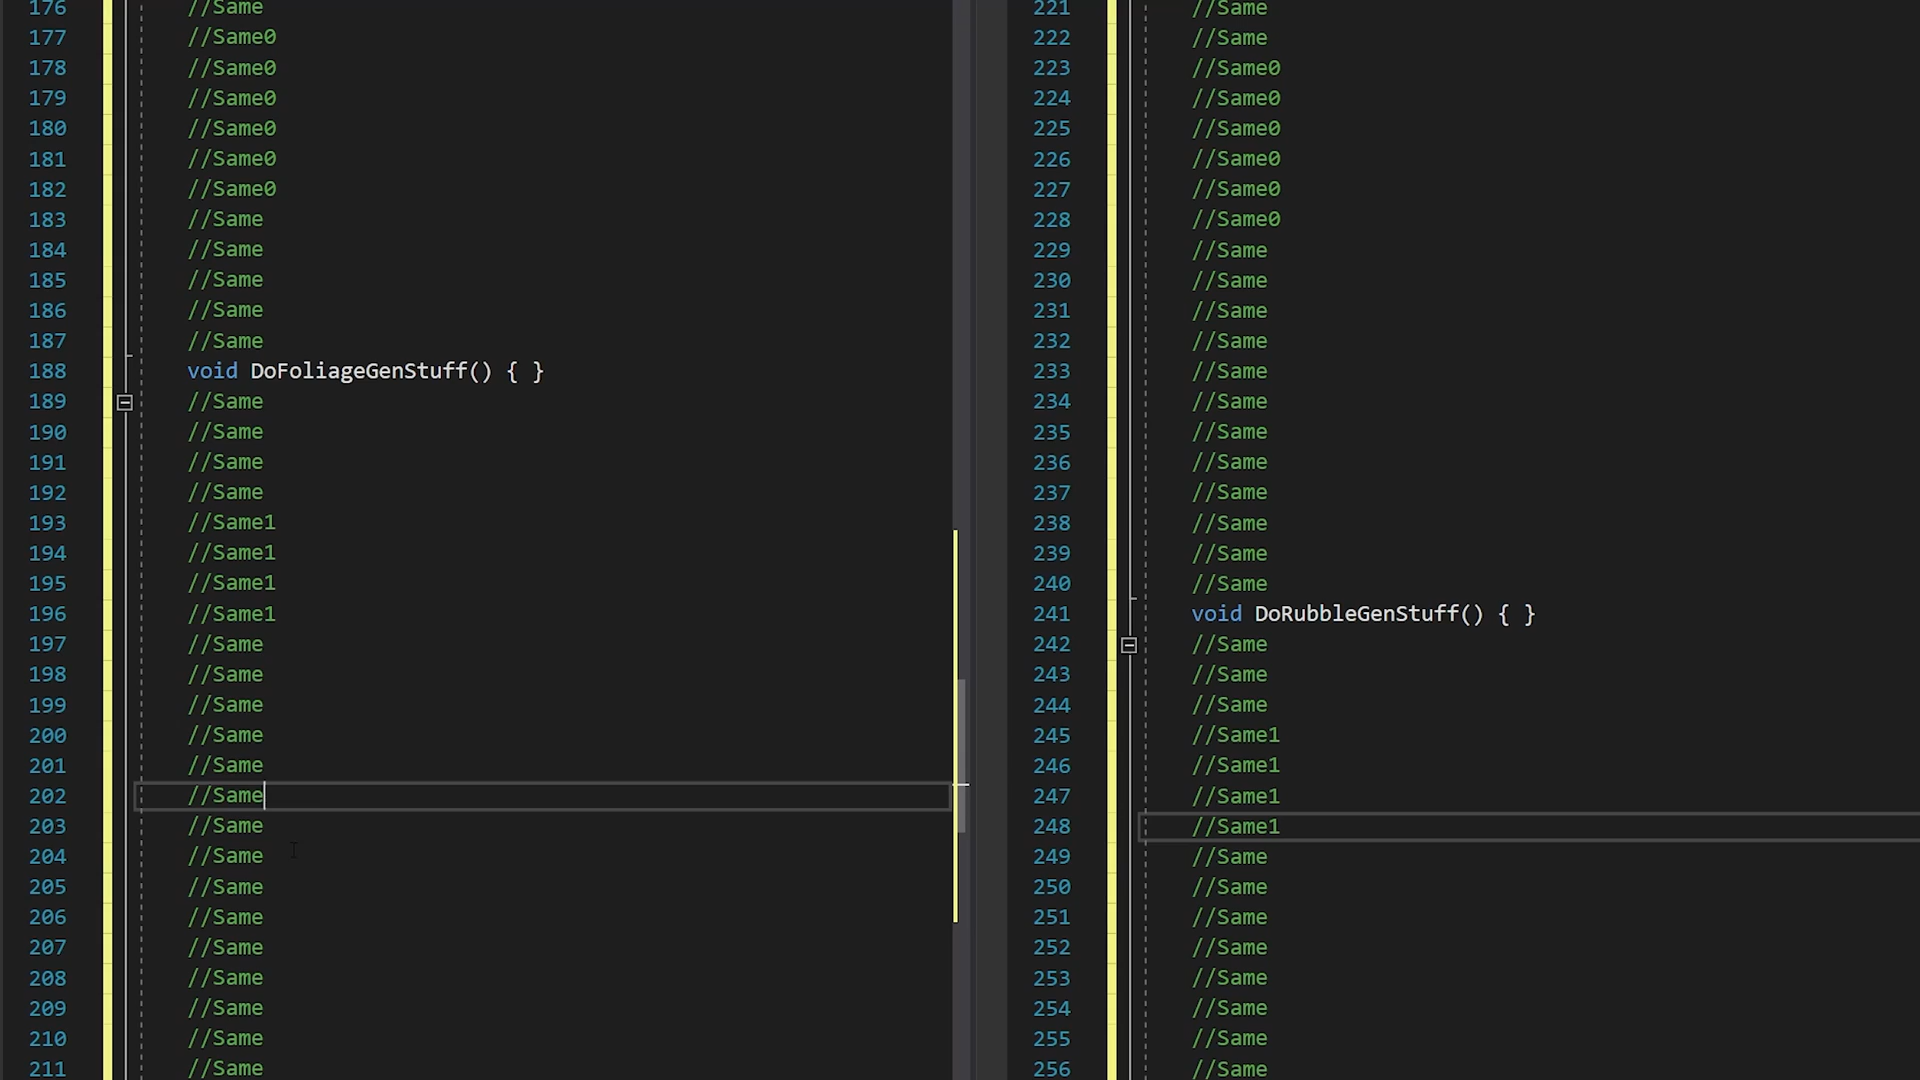 176 //Same
177 //Same0
178 //Same0
179 //Same0
180 //Same0
181 //Same0
182 //Same0
183 //Same
184 //Same
185 //Same
186 //Same
187 //Same
188 void DoFoliageGenStuff() { }
189 //Same
190 //Same
191 //Same
192 //Same
193 //Same1
194 //Same1
195 //Same1
196 //Same1
197 //Same
198 //Same
199 //Same
200 //Same
201 //Same
202 //Same
203 //Same
204 //Same
205 //Same
206 //Same
207 //Same
208 //Same
209 //Same
210 //Same
211 //Same
221 //Same
222 //Same
223 //Same0
224 //Same0
225 //Same0
226 //Same0
227 //Same0
228 //Same0
229 //Same
230 //Same
231 //Same
232 //Same
233 //Same
234 //Same
235 //Same
236 //Same
237 //Same
238 //Same
239 //Same
240 //Same
241 void DoRubbleGenStuff() { }
242 //Same
243 //Same
244 //Same
245 //Same1
246 //Same1
247 //Same1
248 //Same1
249 //Same
250 //Same
251 //Same
252 //Same
253 //Same
254 //Same
255 //Same
256 //Same